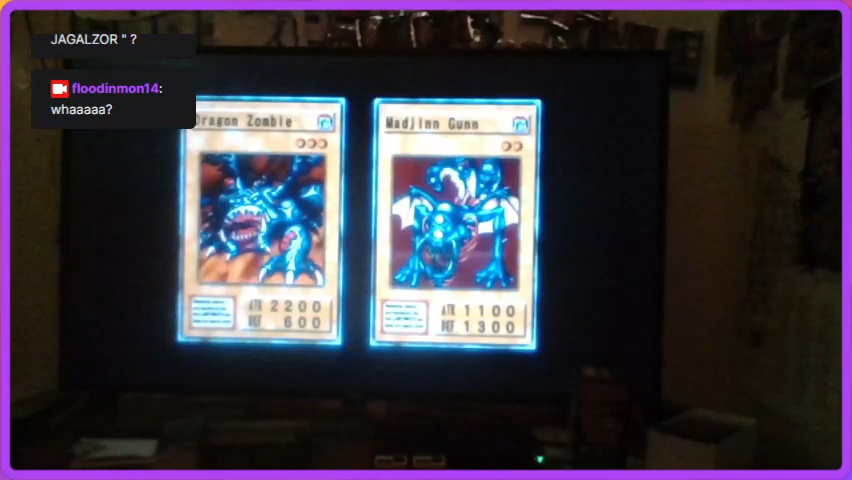 JAGALZOR " ?
floodinmon14:
whaaaaa?
Dragon Zombie
Madjinn Gunn
ATK 2200
DEF 600
ATK 1100
DEF 1300